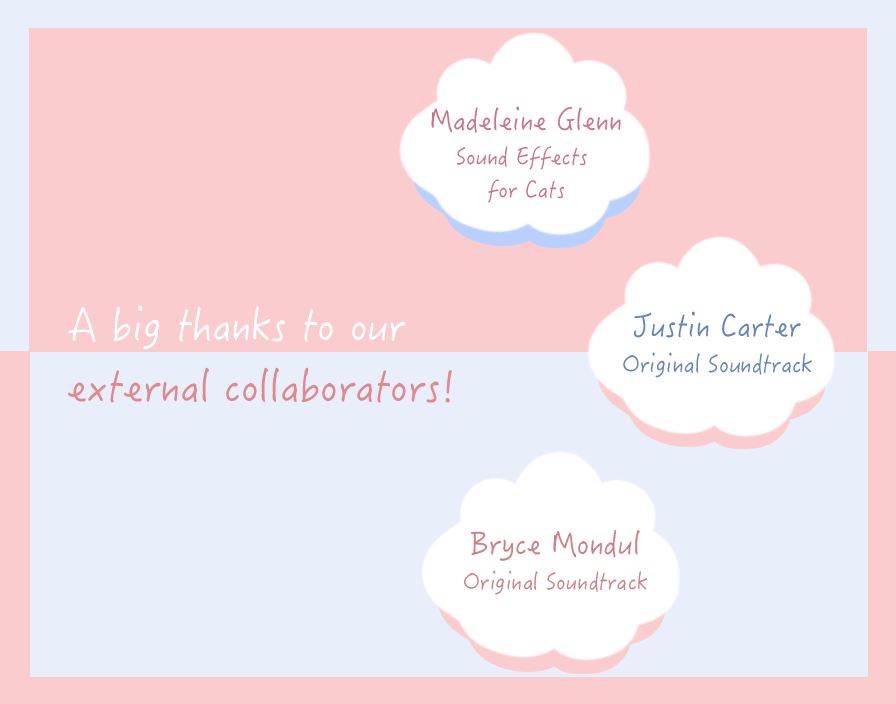 Madeleine Glenn
Sound Effects
for Cats
A big thanks to our
external collaborators!
Justin Carter
Original Soundtrack
Bryce Mondul
Original Soundtrack